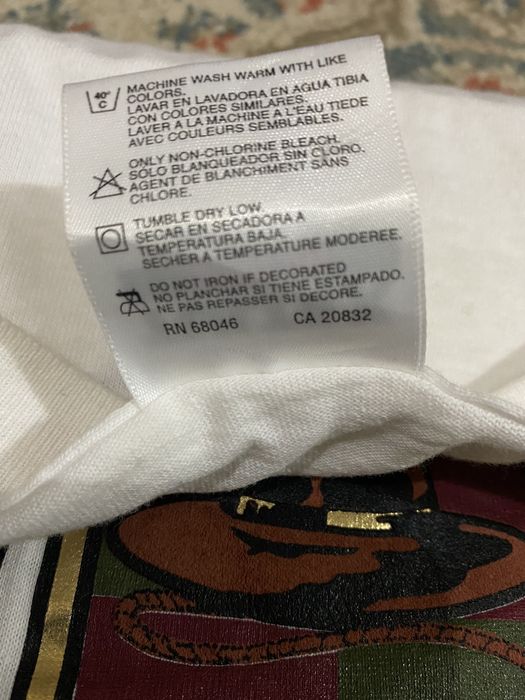 40°
C
MACHINE WASH WARM WITH LIKE
COLORS.
LAVAR EN LAVADORA EN AGUA TIBIA
CON COLORES SIMILARES.
LAVER A LA MACHINE A L'EAU TIEDE
AVEC COULEURS SEMBLABLES.
ONLY NON-CHLORINE BLEACH.
SÓLO BLANQUEADOR SIN CLORO.
AGENT DE BLANCHIMENT SANS
CHLORE.
TUMBLE DRY LOW.
SECAR EN SECADORA A
TEMPERATURA BAJA.
SECHER A TEMPERATURE MODEREE.
DO NOT IRON IF DECORATED
NO PLANCHAR SI TIENE ESTAMPADO.
NE PAS REPASSER SI DECORE.
RN 68046 CA 20832